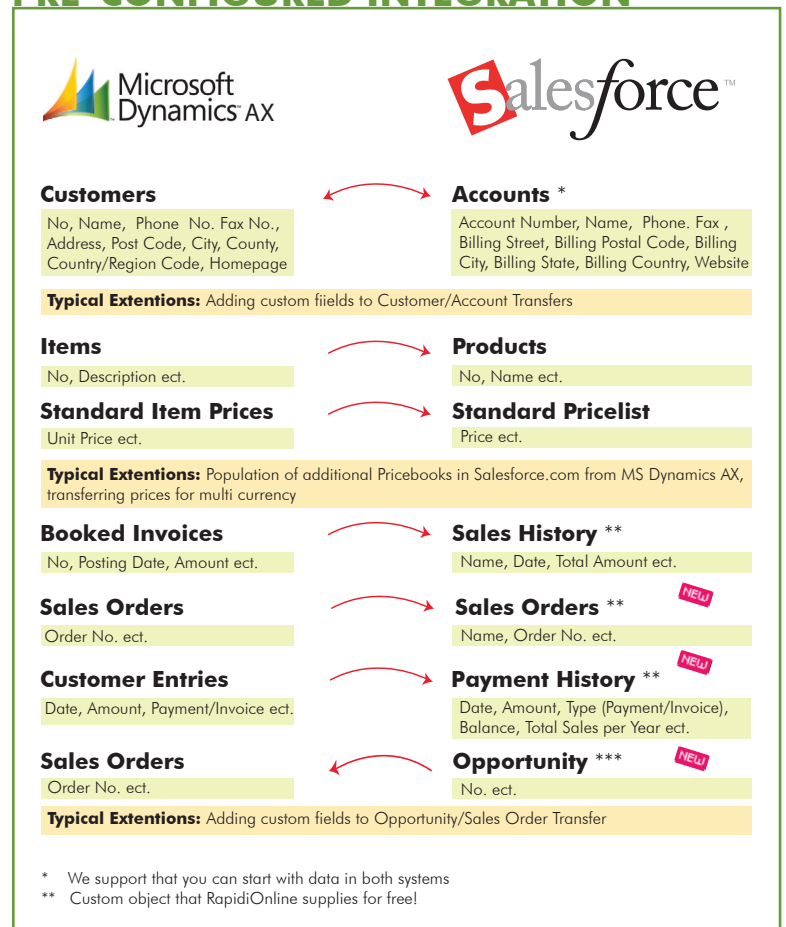 PRE-CONFIGURED INTEGRATION
Microsoft
Dynamics™ AX
Salesforce™
Customers
Accounts *
No, Name, Phone No. Fax No.,
Address, Post Code, City, County,
Country/Region Code, Homepage
Account Number, Name, Phone. Fax ,
Billing Street, Billing Postal Code, Billing
City, Billing State, Billing Country, Website
Typical Extentions: Adding custom fiields to Customer/Account Transfers
Items
Products
No, Description ect.
No, Name ect.
Standard Item Prices
Standard Pricelist
Unit Price ect.
Price ect.
Typical Extentions: Population of additional Pricebooks in Salesforce.com from MS Dynamics AX,
transferring prices for multi currency
Booked Invoices
Sales History **
No, Posting Date, Amount ect.
Name, Date, Total Amount ect.
NEW
Sales Orders
Sales Orders **
Order No. ect.
Name, Order No. ect.
NEW
Customer Entries
Payment History **
Date, Amount, Payment/Invoice ect.
Date, Amount, Type (Payment/Invoice),
Balance, Total Sales per Year ect.
NEW
Sales Orders
Opportunity ***
Order No. ect.
No. ect.
Typical Extentions: Adding custom fields to Opportunity/Sales Order Transfer
* We support that you can start with data in both systems
** Custom object that RapidiOnline supplies for free!